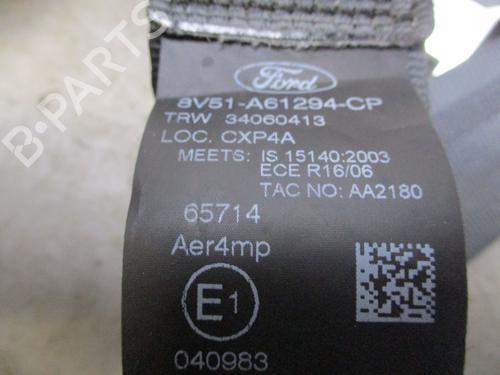 Ford
8V51-A61294-CP
TRW 34060413
LOC. CXP4A
MEETS: IS 15140:2003
ECE R16/06
TAC NO: AA2180
65714
Aer4mp
E1
040983